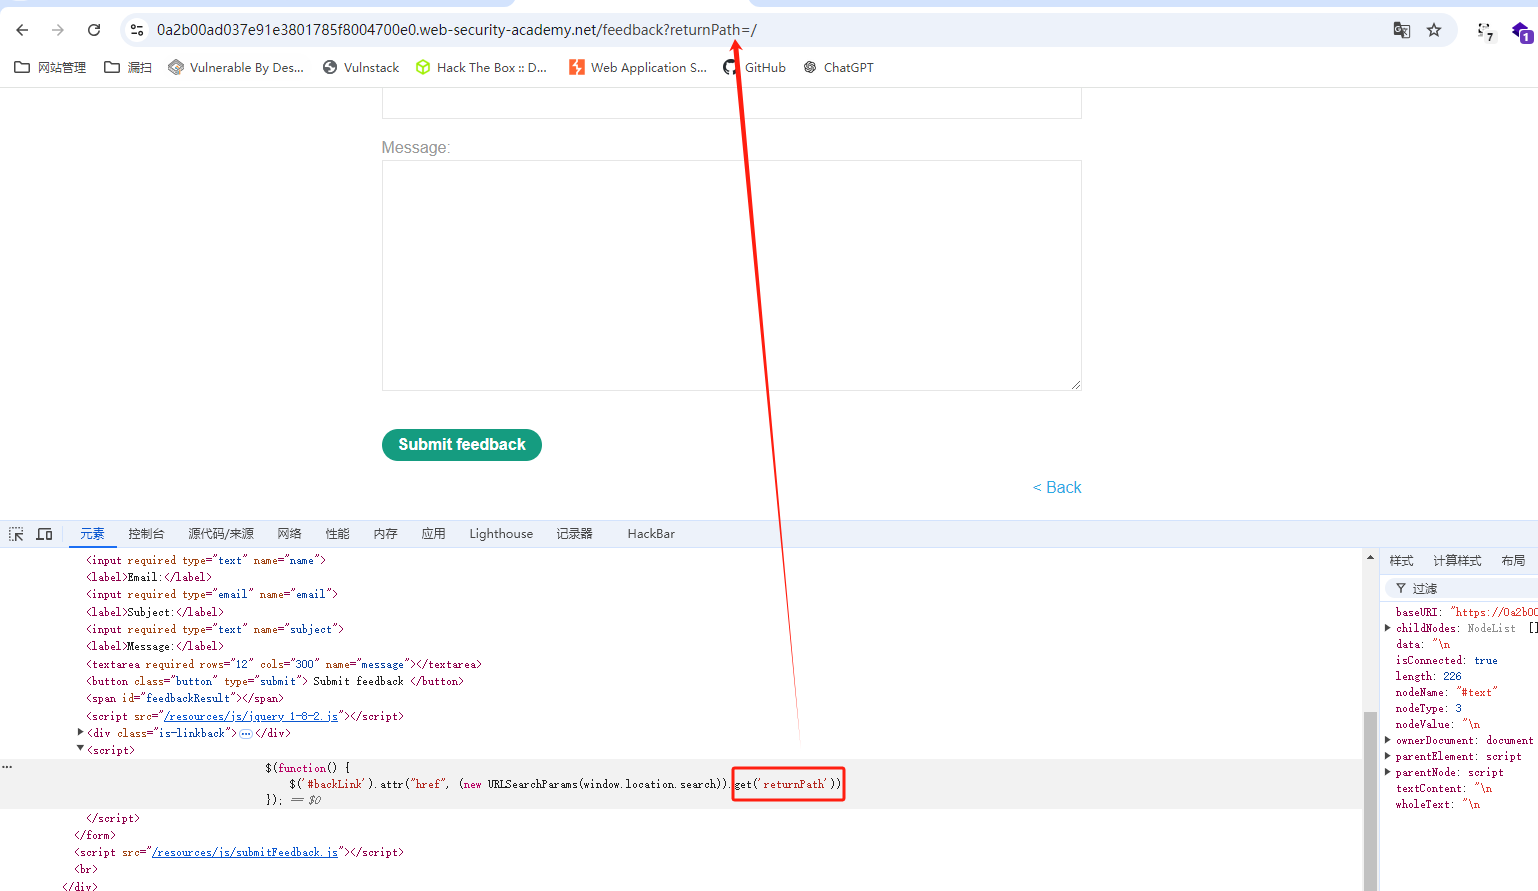 0a2b00ad037e91e3801785f8004700e0.web-security-academy.net/feedback?returnPath=/
7
1
网站管理 漏扫 Vulnerable By Des... Vulnstack Hack The Box :: D... Web Application S... GitHub ChatGPT
Message:
Submit feedback
< Back
元素 控制台 源代码/来源 网络 性能 内存 应用 Lighthouse 记录器 HackBar
<input required type="text" name="name">
<label>Email:</label>
<input required type="email" name="email">
<label>Subject:</label>
<input required type="text" name="subject">
<label>Message:</label>
<textarea required rows="12" cols="300" name="message"></textarea>
<button class="button" type="submit"> Submit feedback </button>
<span id="feedbackResult"></span>
<script src="/resources/js/jquery_1-8-2.js"></script>
<div class="is-linkback">…</div>
<script>
$(function() {
$('#backLink').attr("href", (new URLSearchParams(window.location.search)).get('returnPath'))
}); == $0
</script>
</form>
<script src="/resources/js/submitFeedback.js"></script>
<br>
</div>
样式 计算样式 布局
过滤
baseURI: "https://0a2b00
childNodes: NodeList []
data: "\n
isConnected: true
length: 226
nodeName: "#text"
nodeType: 3
nodeValue: "\n
ownerDocument: document
parentElement: script
parentNode: script
textContent: "\n
wholeText: "\n